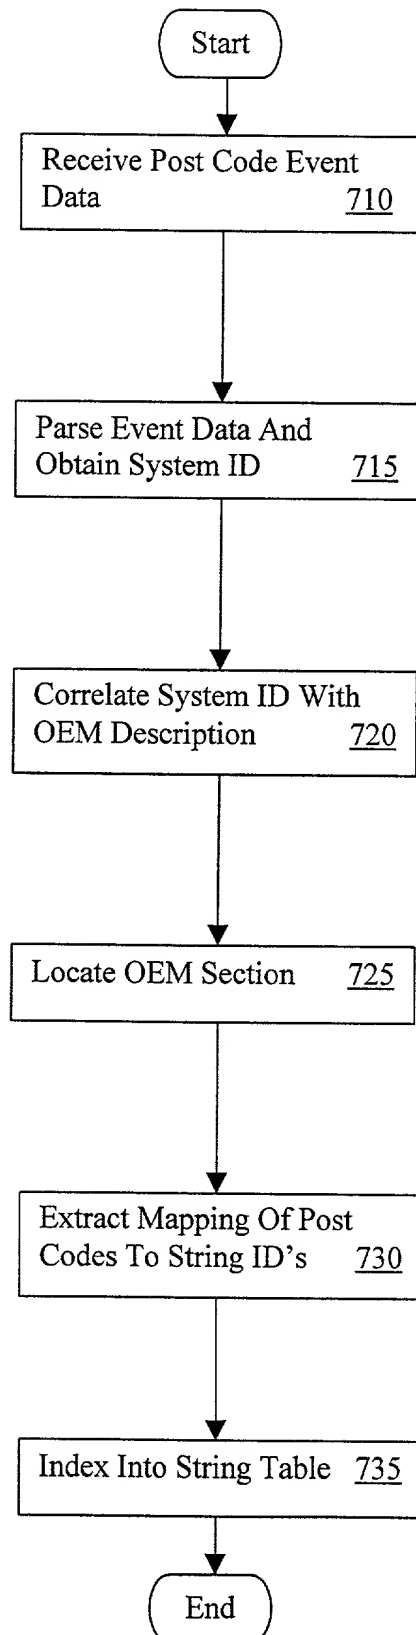 Start
Receive Post Code Event
Data 710
Parse Event Data And
Obtain System ID 715
Correlate System ID With
OEM Description 720
Locate OEM Section 725
Extract Mapping Of Post
Codes To String ID's 730
Index Into String Table 735
End